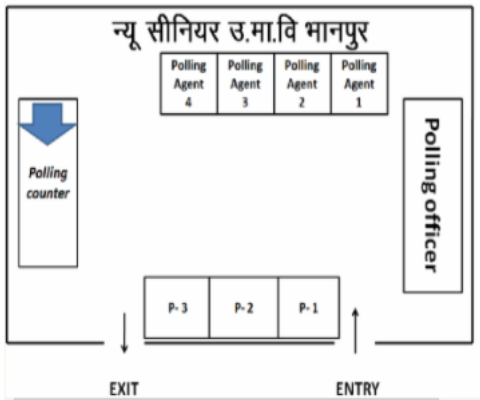 न्यू सीनियर उ.मा.वि भानपुर
Polling Agent 4
Polling Agent 3
Polling Agent 2
Polling Agent 1
Polling counter
Polling officer
P-3
P-2
P-1
EXIT
ENTRY